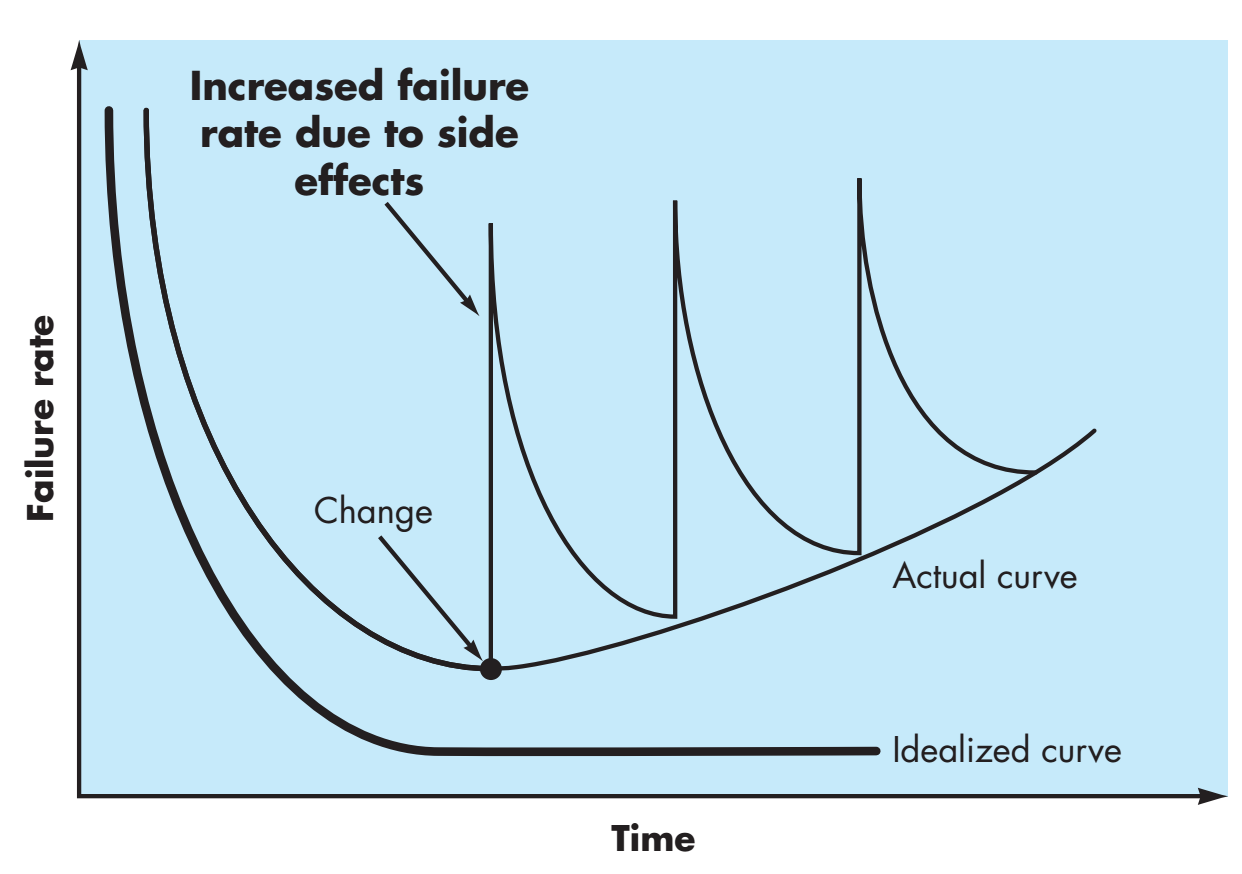 Increased failure
rate due to side
effects
Failure rate
Change
Actual curve
Idealized curve
Time